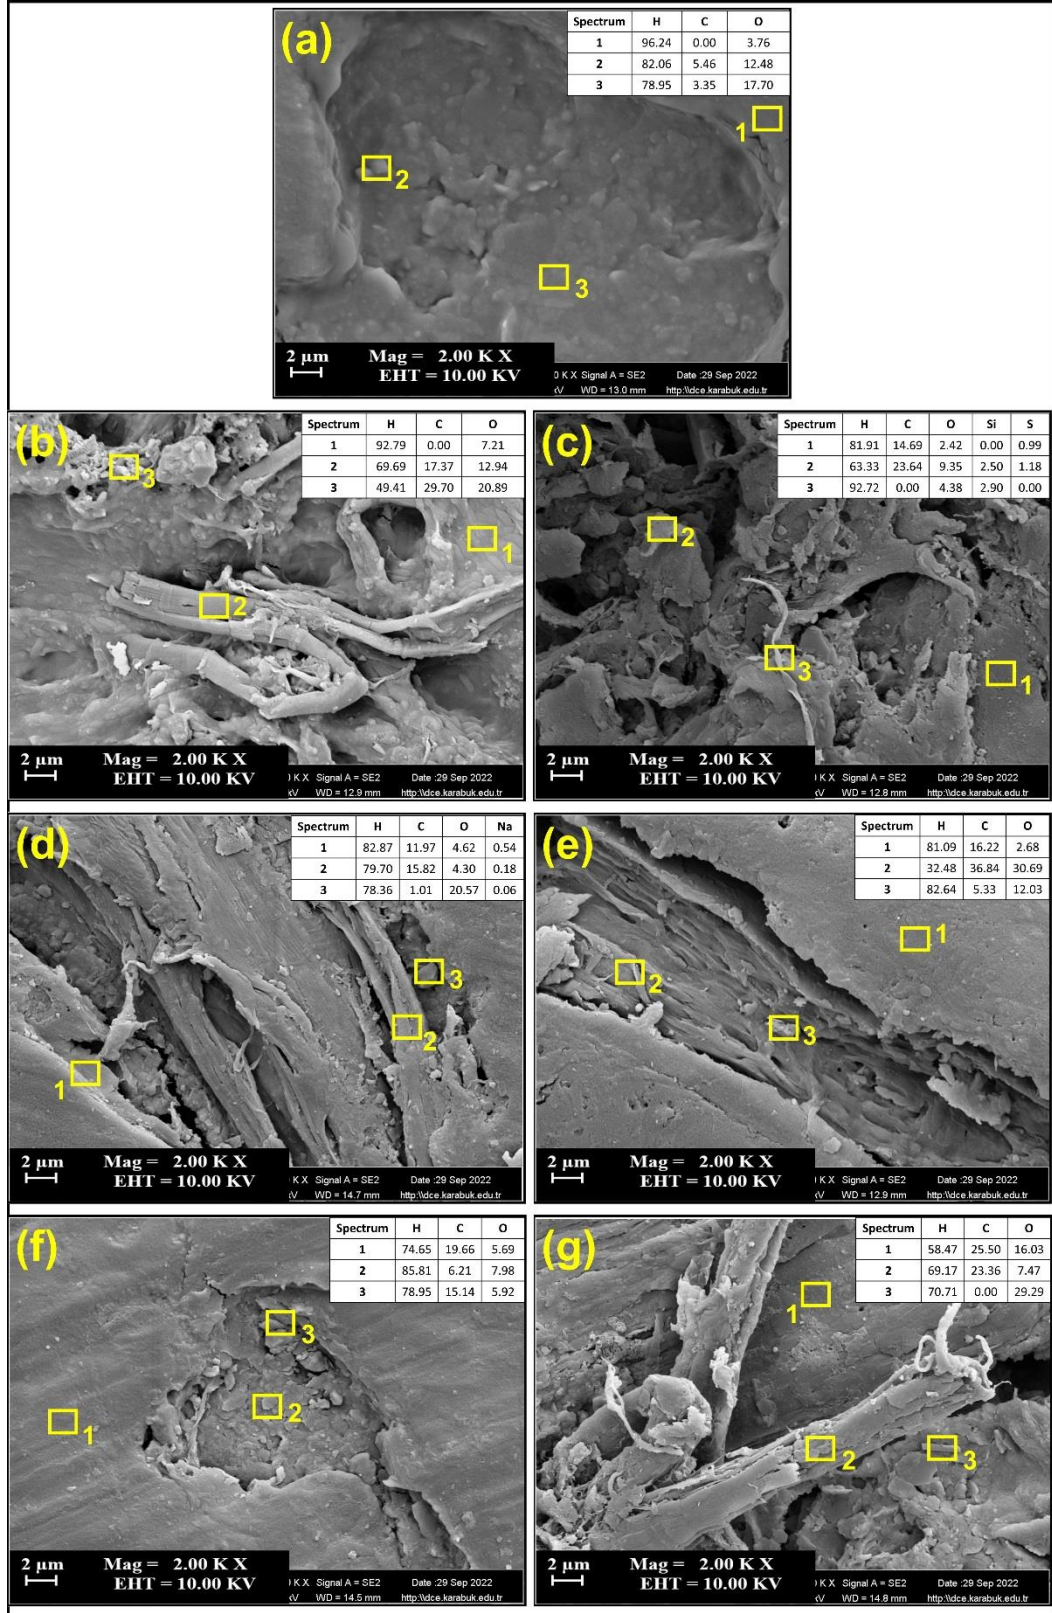 (a)
Spectrum H C O
1 96.24 0.00 3.76
2 82.06 5.46 12.48
3 78.95 3.35 17.70
1
2
3
2 µm Mag = 2.00 K X
EHT = 10.00 KV
0 K X Signal A = SE2 Date :29 Sep 2022
kV WD = 13.0 mm http:\\dce.karabuk.edu.tr
(b)
Spectrum H C O
1 92.79 0.00 7.21
2 69.69 17.37 12.94
3 49.41 29.70 20.89
3
1
2
2 µm Mag = 2.00 K X
EHT = 10.00 KV
0 K X Signal A = SE2 Date :29 Sep 2022
kV WD = 12.9 mm http:\\dce.karabuk.edu.tr
(c)
Spectrum H C O Si S
1 81.91 14.69 2.42 0.00 0.99
2 63.33 23.64 9.35 2.50 1.18
3 92.72 0.00 4.38 2.90 0.00
2
3
1
2 µm Mag = 2.00 K X
EHT = 10.00 KV
0 K X Signal A = SE2 Date :29 Sep 2022
kV WD = 12.8 mm http:\\dce.karabuk.edu.tr
(d)
Spectrum H C O Na
1 82.87 11.97 4.62 0.54
2 79.70 15.82 4.30 0.18
3 78.36 1.01 20.57 0.06
3
2
1
2 µm Mag = 2.00 K X
EHT = 10.00 KV
K X Signal A = SE2 Date :29 Sep 2022
kV WD = 14.7 mm http:\\dce.karabuk.edu.tr
(e)
Spectrum H C O
1 81.09 16.22 2.68
2 32.48 36.84 30.69
3 82.64 5.33 12.03
1
2
3
2 µm Mag = 2.00 K X
EHT = 10.00 KV
0 K X Signal A = SE2 Date :29 Sep 2022
kV WD = 12.9 mm http:\\dce.karabuk.edu.tr
(f)
Spectrum H C O
1 74.65 19.66 5.69
2 85.81 6.21 7.98
3 78.95 15.14 5.92
3
2
1
2 µm Mag = 2.00 K X
EHT = 10.00 KV
0 K X Signal A = SE2 Date :29 Sep 2022
kV WD = 14.5 mm http:\\dce.karabuk.edu.tr
(g)
Spectrum H C O
1 58.47 25.50 16.03
2 69.17 23.36 7.47
3 70.71 0.00 29.29
1
2
3
2 µm Mag = 2.00 K X
EHT = 10.00 KV
0 K X Signal A = SE2 Date :29 Sep 2022
kV WD = 14.8 mm http:\\dce.karabuk.edu.tr